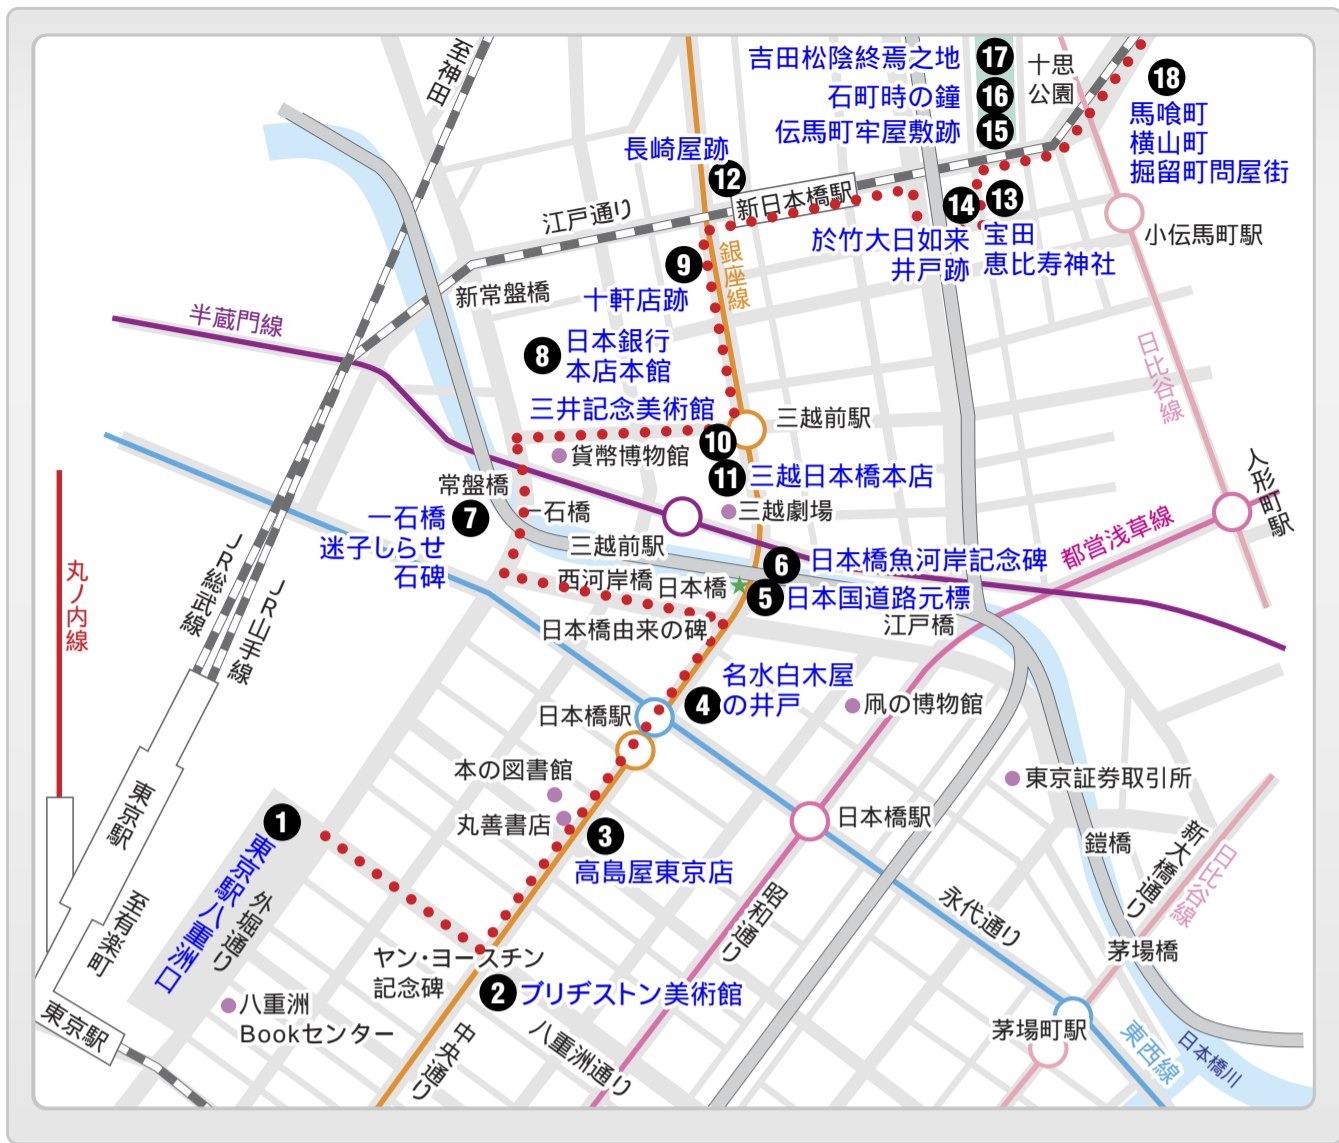 至神田
吉田松陰終焉之地
17
十思
公園
石町時の鐘
16
伝馬町牢屋敷跡
15
18
馬喰町
横山町
掘留町問屋街
長崎屋跡
12
新日本橋駅
江戸通り
14
13
於竹大日如来
井戸跡
宝田
恵比寿神社
小伝馬町駅
9
十軒店跡
銀座線
新常盤橋
半蔵門線
8
日本銀行
本店本館
日比谷線
三井記念美術館
三越前駅
10
貨幣博物館
11
三越日本橋本店
常盤橋
7
一石橋
迷子しらせ
石碑
一石橋
三越劇場
人形町駅
都営浅草線
三越前駅
6
日本橋魚河岸記念碑
西河岸橋
日本橋
5
日本国道路元標
江戸橋
丸ノ内線
JR総武線
JR山手線
日本橋由来の碑
4
名水白木屋
の井戸
日本橋駅
凧の博物館
本の図書館
東京証券取引所
丸善書店
3
高島屋東京店
日本橋駅
鎧橋
新大橋通り
日比谷線
東京駅
1
東京駅八重洲口
外堀通り
至有楽町
昭和通り
永代通り
茅場橋
ヤン・ヨースチン
記念碑
2
ブリヂストン美術館
八重洲
Bookセンター
東京駅
中央通り
八重洲通り
茅場町駅
東西線
日本橋川